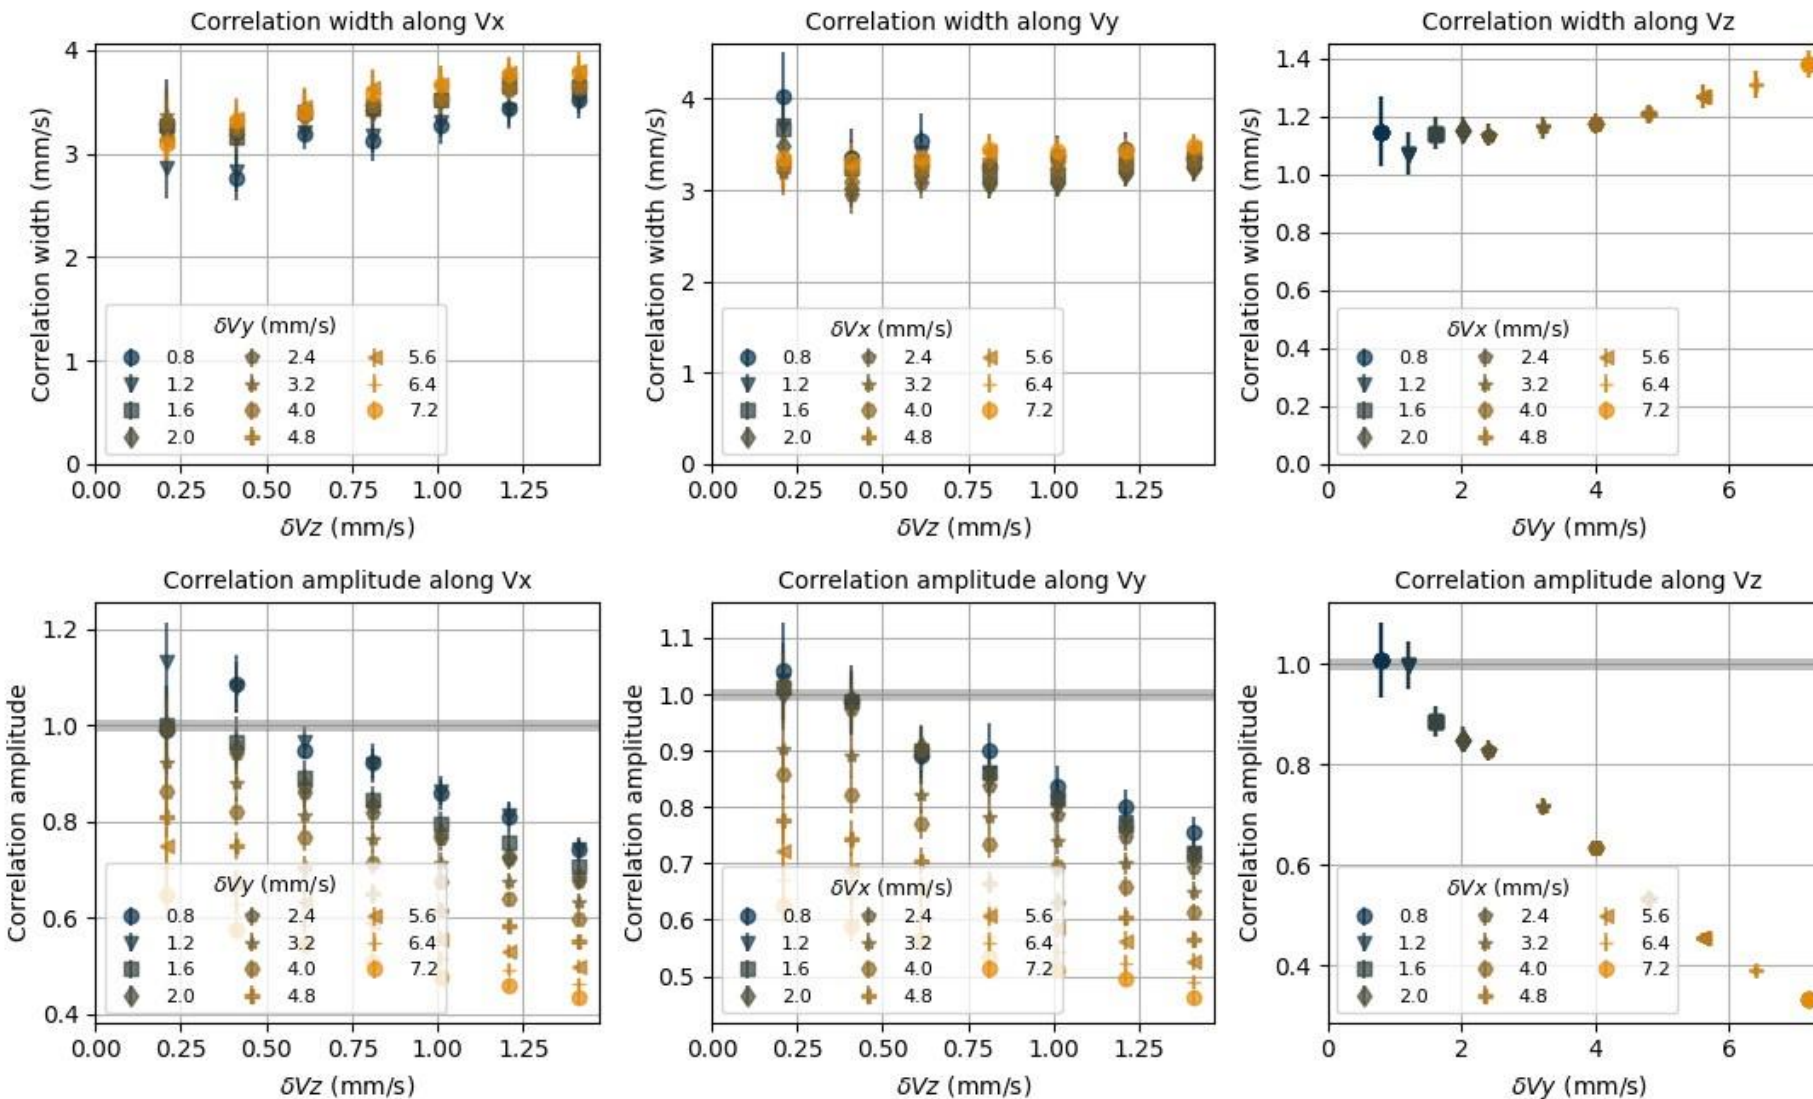 Correlation width along Vx
Correlation width (mm/s)
4
3
2
1
0
δVy (mm/s)
0.8 2.4 5.6
1.2 3.2 6.4
1.6 4.0 7.2
2.0 4.8
0.00 0.25 0.50 0.75 1.00 1.25
δVz (mm/s)
Correlation width along Vy
Correlation width (mm/s)
4
3
2
1
0
δVx (mm/s)
0.8 2.4 5.6
1.2 3.2 6.4
1.6 4.0 7.2
2.0 4.8
0.00 0.25 0.50 0.75 1.00 1.25
δVz (mm/s)
Correlation width along Vz
Correlation width (mm/s)
1.4
1.2
1.0
0.8
0.6
0.4
0.2
0.0
δVx (mm/s)
0.8 2.4 5.6
1.2 3.2 6.4
1.6 4.0 7.2
2.0 4.8
0 2 4 6
δVy (mm/s)
Correlation amplitude along Vx
Correlation amplitude
1.2
1.0
0.8
0.6
0.4
δVy (mm/s)
0.8 2.4 5.6
1.2 3.2 6.4
1.6 4.0 7.2
2.0 4.8
0.00 0.25 0.50 0.75 1.00 1.25
δVz (mm/s)
Correlation amplitude along Vy
Correlation amplitude
1.1
1.0
0.9
0.8
0.7
0.6
0.5
δVx (mm/s)
0.8 2.4 5.6
1.2 3.2 6.4
1.6 4.0 7.2
2.0 4.8
0.00 0.25 0.50 0.75 1.00 1.25
δVz (mm/s)
Correlation amplitude along Vz
Correlation amplitude
1.0
0.8
0.6
0.4
δVx (mm/s)
0.8 2.4 5.6
1.2 3.2 6.4
1.6 4.0 7.2
2.0 4.8
0 2 4 6
δVy (mm/s)